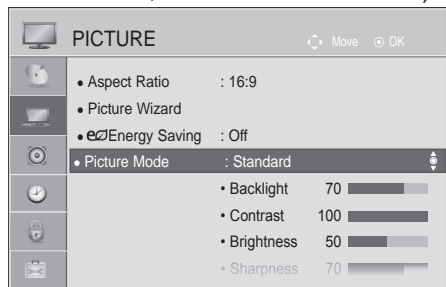 PICTURE
Move
OK
• Aspect Ratio : 16:9
• Picture Wizard
• Energy Saving : Off
• Picture Mode : Standard
• Backlight 70
• Contrast 100
• Brightness 50
• Sharpness 70